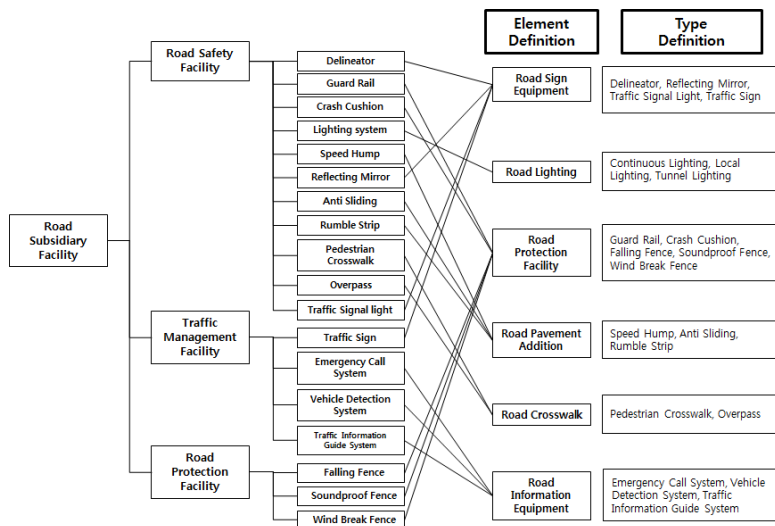 Element
Definition
Type
Definition
Road Safety
Facility
Delineator
Guard Rail
Crash Cushion
Lighting system
Speed Hump
Reflecting Mirror
Anti Sliding
Rumble Strip
Pedestrian
Crosswalk
Overpass
Traffic Signal light
Road
Subsidiary
Facility
Traffic
Management
Facility
Traffic Sign
Emergency Call
System
Vehicle Detection
System
Traffic Information
Guide System
Road
Protection
Facility
Falling Fence
Soundproof Fence
Wind Break Fence
Road Sign
Equipment
Delineator, Reflecting Mirror,
Traffic Signal Light, Traffic Sign
Road Lighting
Continuous Lighting, Local
Lighting, Tunnel Lighting
Road
Protection
Facility
Guard Rail, Crash Cushion,
Falling Fence, Soundproof Fence,
Wind Break Fence
Road Pavement
Addition
Speed Hump, Anti Sliding,
Rumble Strip
Road Crosswalk
Pedestrian Crosswalk, Overpass
Road
Information
Equipment
Emergency Call System, Vehicle
Detection System, Traffic
Information Guide System